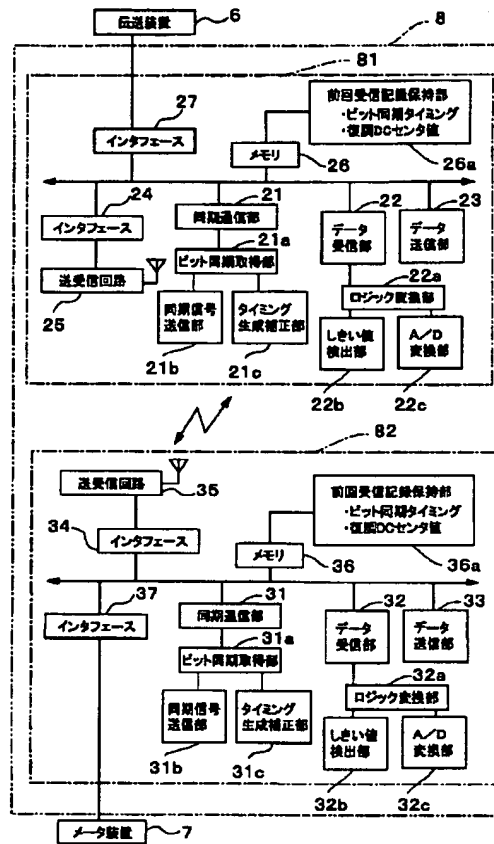 伝送装置
6
8
81
27
インタフェース
前回受信記録保持部
・ビット同期タイミング
・復調DCセンタ値
メモリ
26
26a
24
インタフェース
21
同期通信部
21a
ビット同期取得部
22
データ
受信部
23
データ
送信部
22a
ロジック変換部
送受信回路
25
同期信号
送信部
タイミング
生成補正部
しきい値
検出部
A/D
変換部
21b
21c
22b
22c
82
送受信回路
35
34
インタフェース
前回受信記録保持部
・ビット同期タイミング
・復調DCセンタ値
メモリ
36
36a
37
インタフェース
31
同期通信部
31a
ビット同期取得部
32
データ
受信部
33
データ
送信部
32a
ロジック変換部
同期信号
送信部
タイミング
生成補正部
しきい値
検出部
A/D
変換部
31b
31c
32b
32c
メータ装置
7